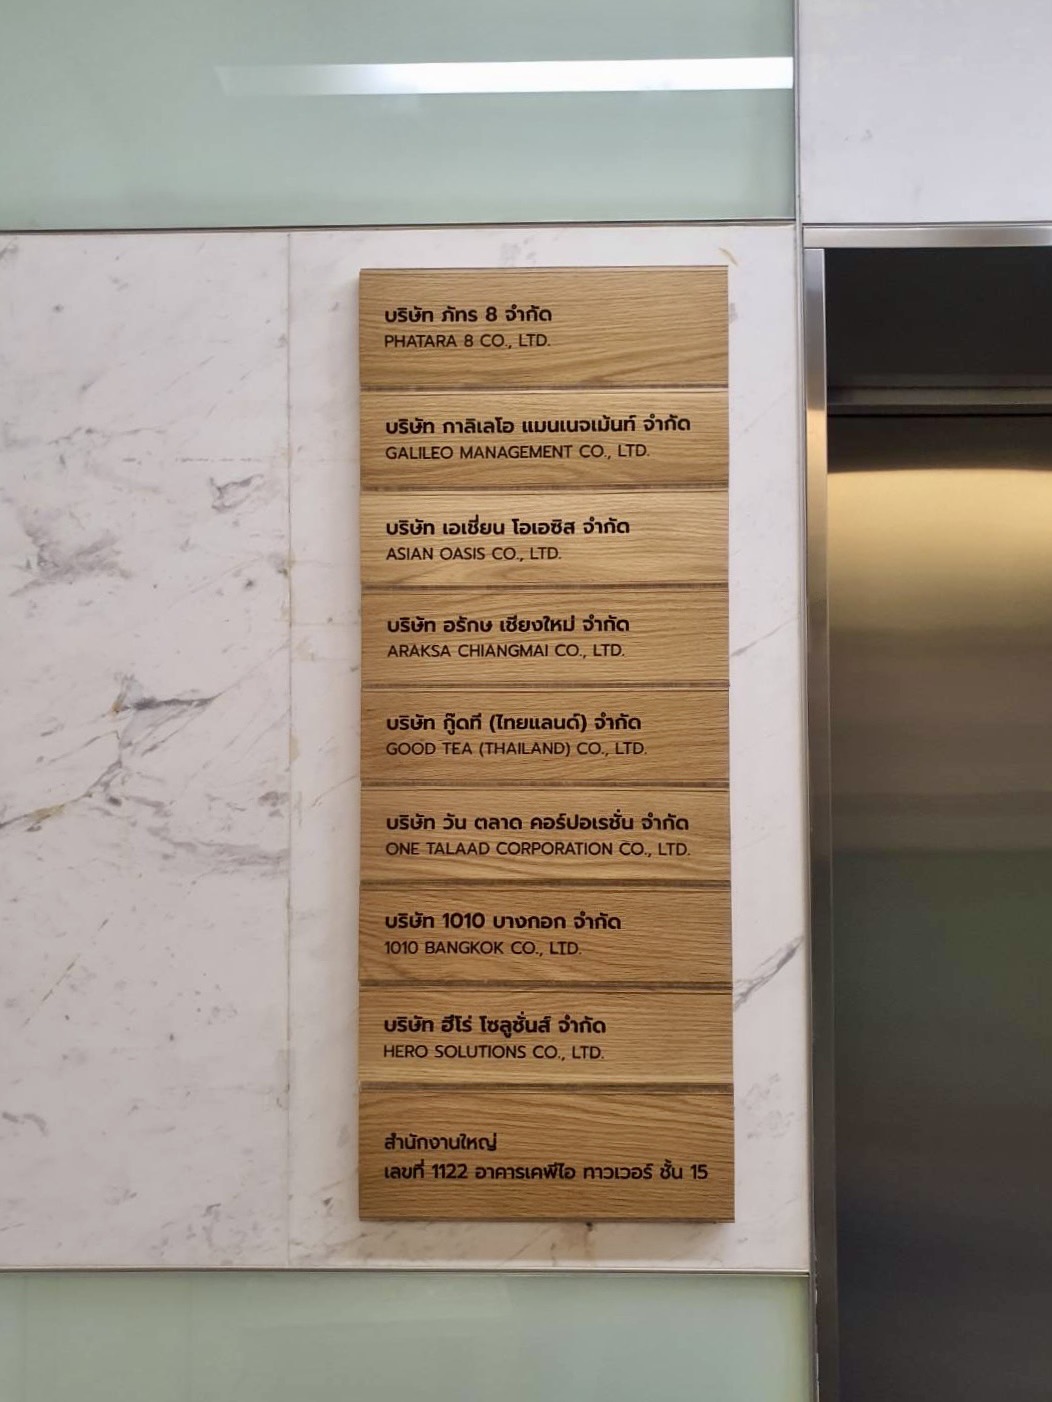 บริษัท ภัทร 8 จำกัด
PHATARA 8 CO., LTD.
บริษัท กาลิเลโอ แมนเนจเม้นท์ จำกัด
GALILEO MANAGEMENT CO., LTD.
บริษัท เอเชี่ยน โอเอซิส จำกัด
ASIAN OASIS CO., LTD.
บริษัท อรักษ เชียงใหม่ จำกัด
ARAKSA CHIANGMAI CO., LTD.
บริษัท กู๊ดที (ไทยแลนด์) จำกัด
GOOD TEA (THAILAND) CO., LTD.
บริษัท วัน ตลาด คอร์ปอเรชั่น จำกัด
ONE TALAAD CORPORATION CO., LTD.
บริษัท 1010 บางกอก จำกัด
1010 BANGKOK CO., LTD.
บริษัท ฮีโร่ โซลูชั่นส์ จำกัด
HERO SOLUTIONS CO., LTD.
สำนักงานใหญ่
เลขที่ 1122 อาคารเคพีไอ ทาวเวอร์ ชั้น 15